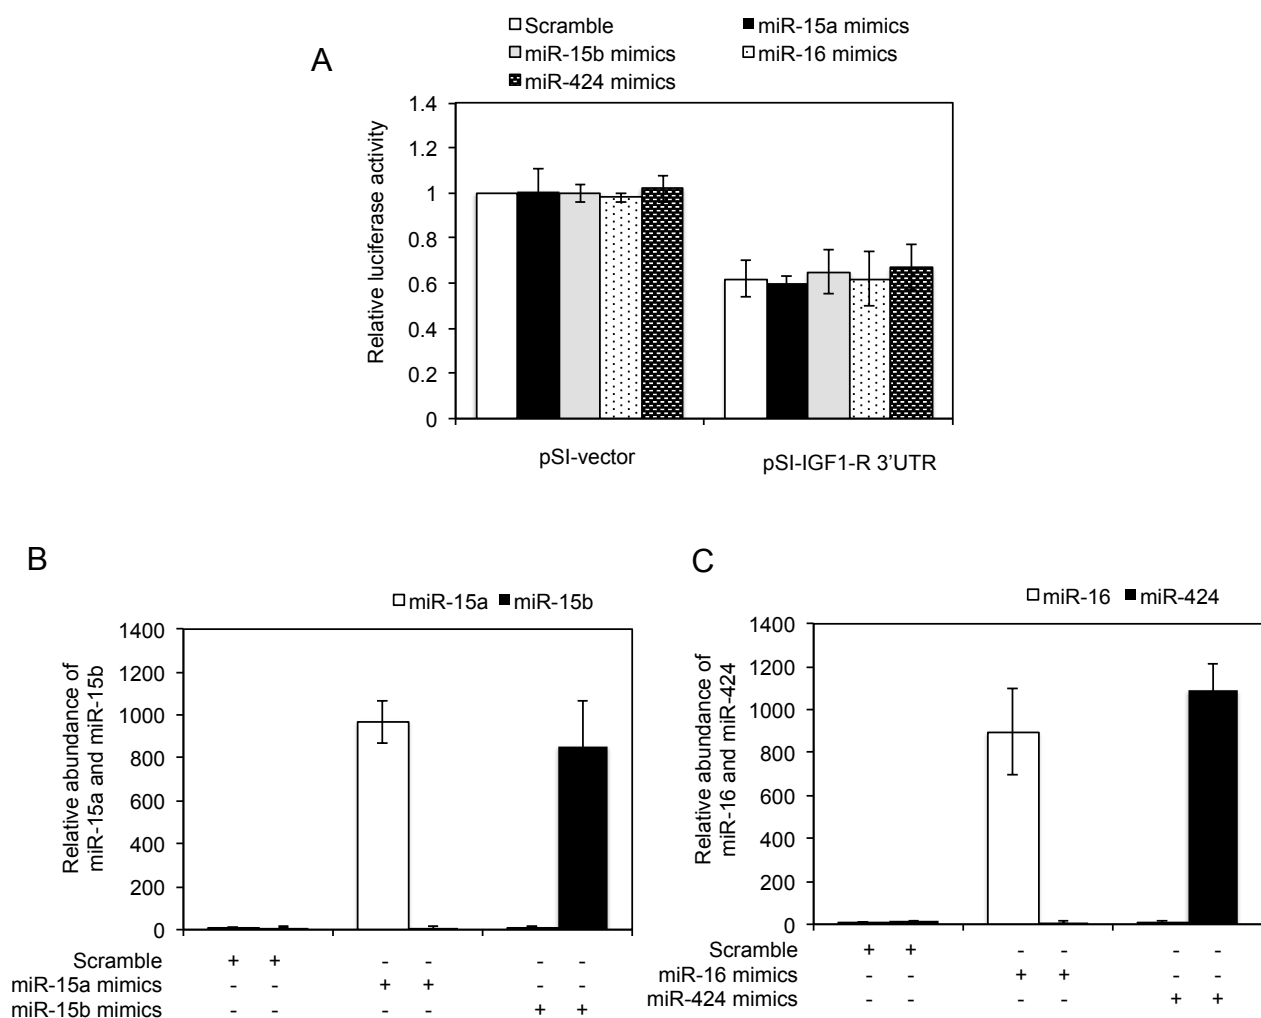 Scramble miR-15a mimics
miR-15b mimics miR-16 mimics
miR-424 mimics
A
Relative luciferase activity
1.4
1.2
1
0.8
0.6
0.4
0.2
0
pSI-vector pSI-IGF1-R 3’UTR
B
miR-15a miR-15b
Relative abundance of
miR-15a and miR-15b
1400
1200
1000
800
600
400
200
0
Scramble + + - - - -
miR-15a mimics - - + + - -
miR-15b mimics - - - - + +
C
miR-16 miR-424
Relative abundance of
miR-16 and miR-424
1400
1200
1000
800
600
400
200
0
Scramble + + - - - -
miR-16 mimics - - + + - -
miR-424 mimics - - - - + +